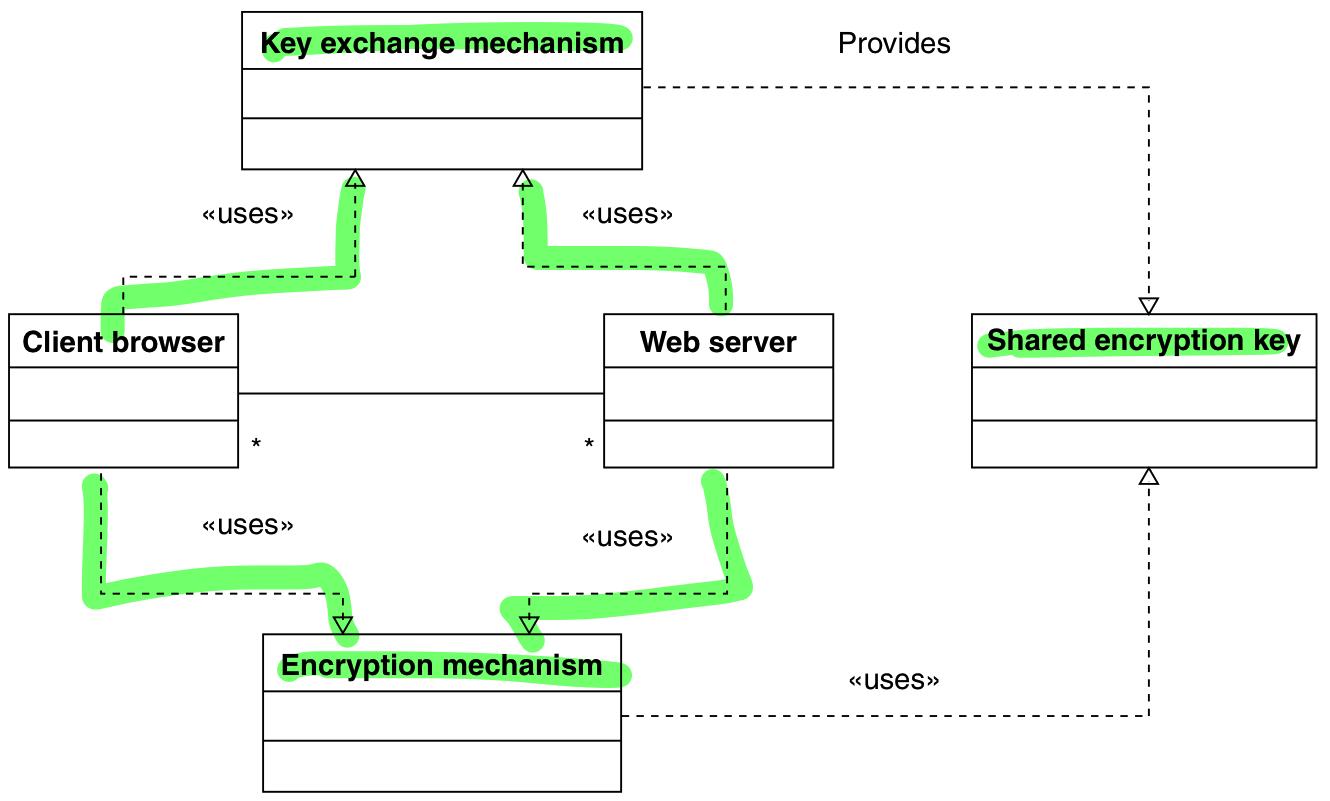 Key exchange mechanism
Provides
«uses»
«uses»
Client browser
Web server
Shared encryption key
*
*
«uses»
«uses»
Encryption mechanism
«uses»